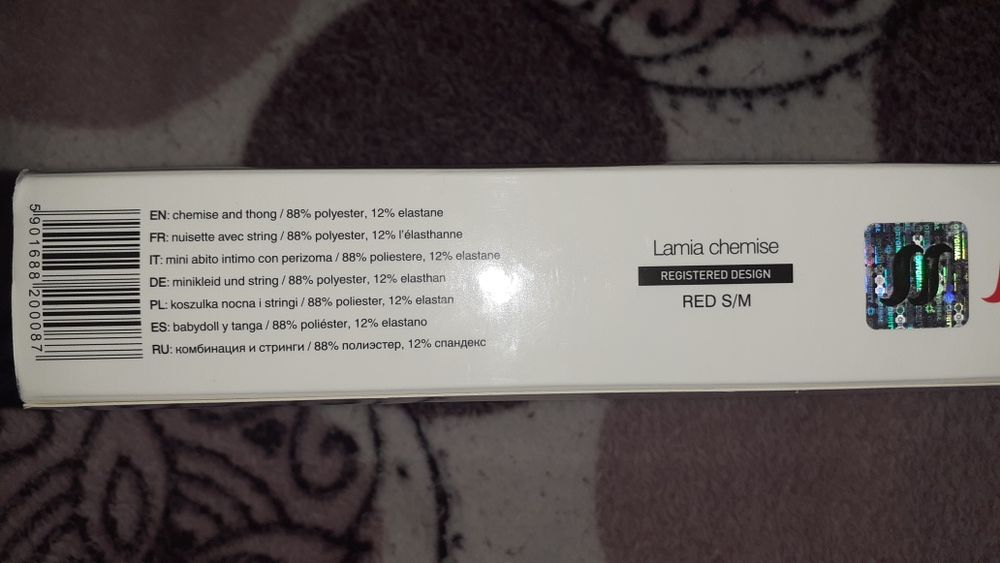 5901688200087
EN: chemise and thong / 88% polyester, 12% elastane
FR: nuisette avec string / 88% polyester, 12% l'élasthanne
IT: mini abito intimo con perizoma / 88% poliestere, 12% elastane
DE: minikleid und string / 88% polyester, 12% elasthan
PL: koszulka nocna i stringi / 88% poliester, 12% elastan
ES: babydoll y tanga / 88% poliéster, 12% elastano
RU: комбинация и стринги / 88% полиэстер, 12% спандекс
Lamia chemise
REGISTERED DESIGN
RED S/M